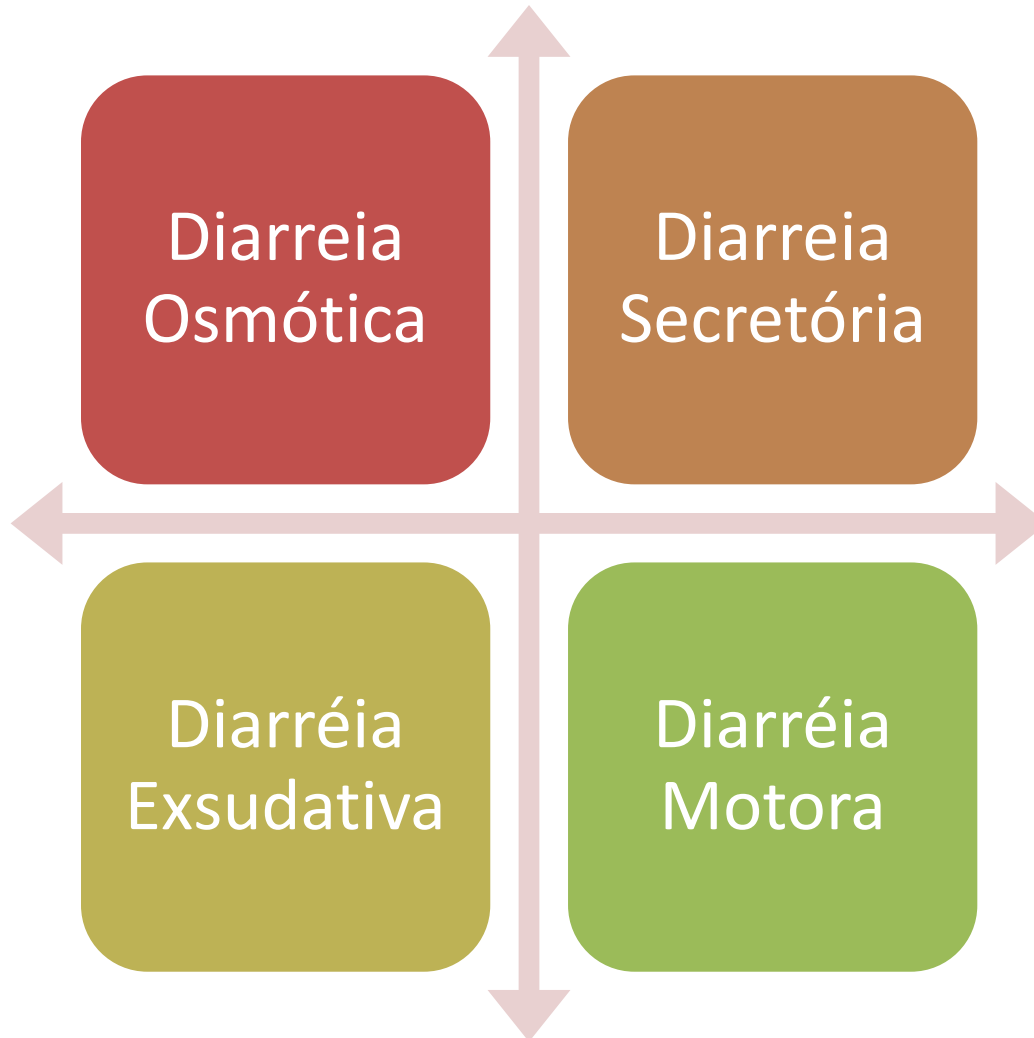 Diarreia
Osmótica
Diarreia
Secretória
Diarréia
Exsudativa
Diarréia
Motora